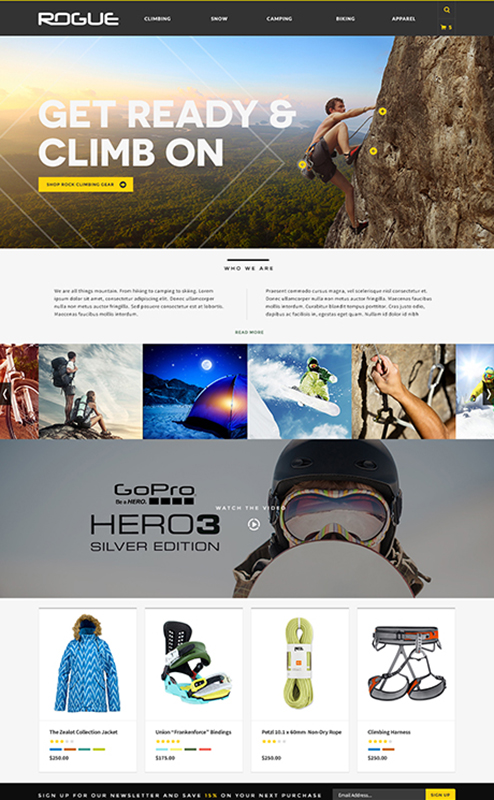 ROGUE
CLIMBING SNOW CAMPING BIKING APPAREL
5
GET READY &
CLIMB ON
SHOP ROCK CLIMBING GEAR
WHO WE ARE
We are all things mountain. From hiking to camping to skiing. Lorem
ipsum dolor sit amet, consectetur adipiscing elit. Donec ullamcorper
nulla non metus auctor fringilla. Sed posuere consectetur est at lobortis.
Maecenas faucibus mollis interdum.
Praesent commodo cursus magna, vel scelerisque nisl consectetur et.
Donec ullamcorper nulla non metus auctor fringilla. Maecenas faucibus
mollis interdum. Curabitur blandit tempus porttitor. Cras justo odio,
dapibus ac facilisis in, egestas eget quam. Nullam id dolor id nibh
READ MORE
GoPro
Be a HERO.
HERO3
SILVER EDITION
WATCH THE VIDEO
The Zealot Collection Jacket
$250.00
Union "Frankenforce" Bindings
$175.00
Petzl 10.1 x 60mm Non-Dry Rope
Climbing Harness
$250.00
SIGN UP FOR OUR NEWSLETTER AND SAVE 15% ON YOUR NEXT PURCHASE
Email Address...
SIGN UP